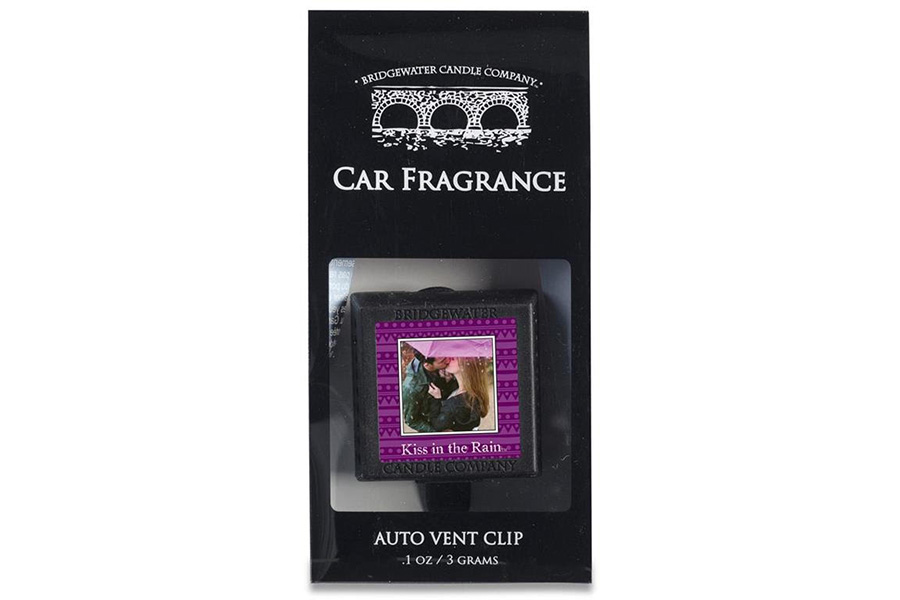 • BRIDGEWATER CANDLE COMPANY •
CAR FRAGRANCE
BRIDGEWATER
Kiss in the Rain
CANDLE COMPANY
AUTO VENT CLIP
.1 OZ / 3 GRAMS